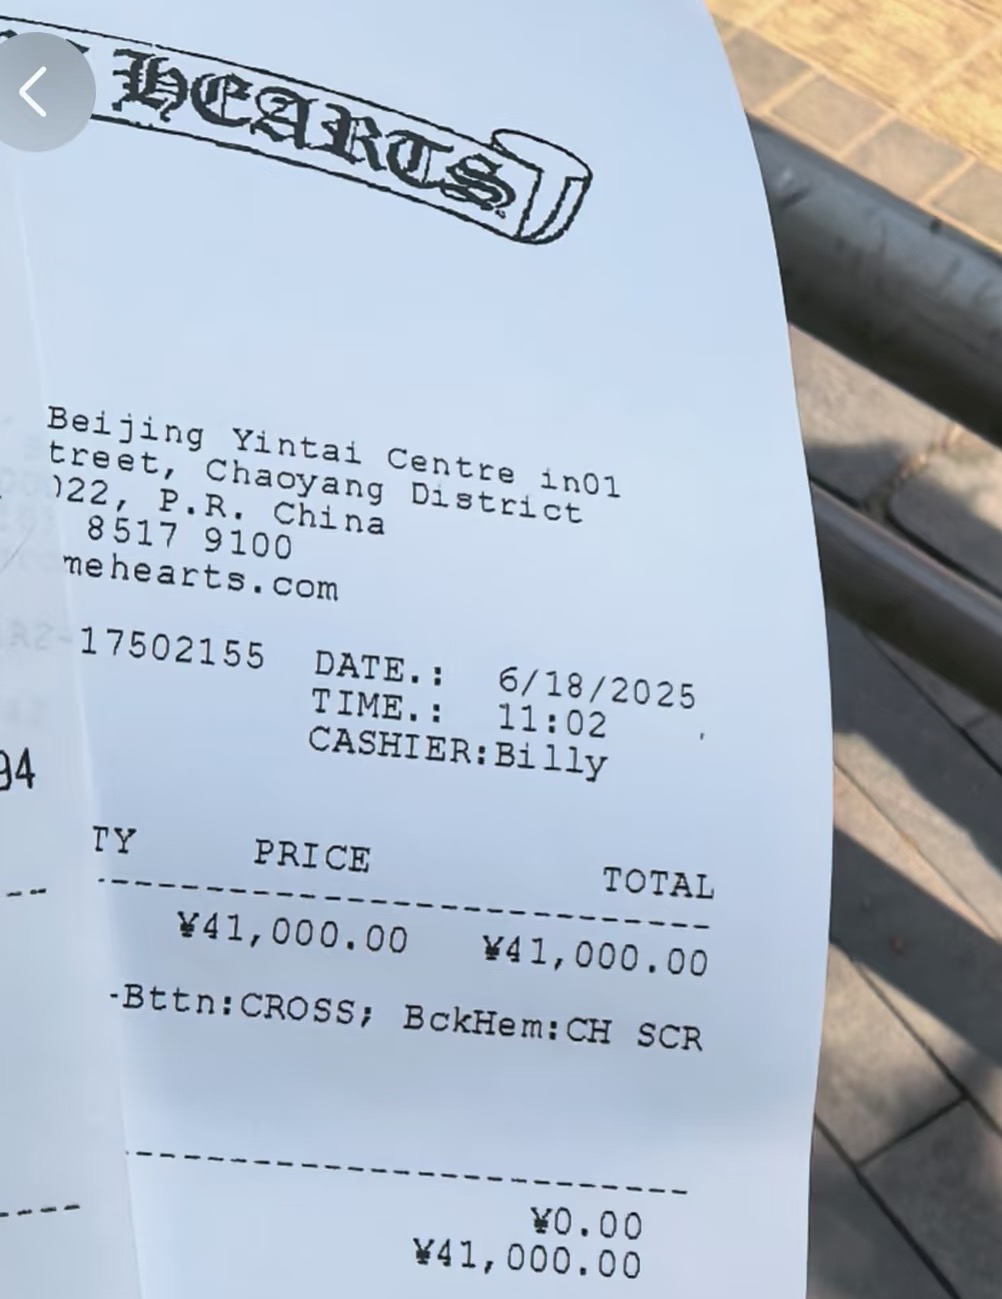 HEARTS
Beijing Yintai Centre in01
treet, Chaoyang District
022, P.R. China
8517 9100
mehearts.com
-17502155 DATE.: 6/18/2025
TIME.: 11:02
CASHIER:Billy
94
TY PRICE TOTAL
¥41,000.00 ¥41,000.00
-Bttn:CROSS; BckHem:CH SCR
¥0.00
¥41,000.00